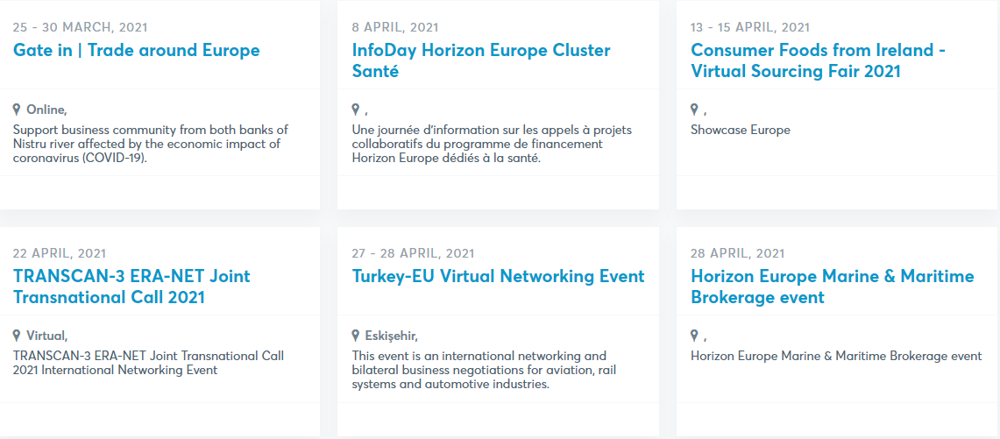 25 - 30 MARCH, 2021
Gate in | Trade around Europe
Online,
Support business community from both banks of
Nistru river affected by the economic impact of
coronavirus (COVID-19).
8 APRIL, 2021
InfoDay Horizon Europe Cluster
Santé
,
Une journée d'information sur les appels à projets
collaboratifs du programme de financement
Horizon Europe dédiés à la santé.
13 - 15 APRIL, 2021
Consumer Foods from Ireland -
Virtual Sourcing Fair 2021
,
Showcase Europe
22 APRIL, 2021
TRANSCAN-3 ERA-NET Joint
Transnational Call 2021
Virtual,
TRANSCAN-3 ERA-NET Joint Transnational Call
2021 International Networking Event
27 - 28 APRIL, 2021
Turkey-EU Virtual Networking Event
Eskişehir,
This event is an international networking and
bilateral business negotiations for aviation, rail
systems and automotive industries.
28 APRIL, 2021
Horizon Europe Marine & Maritime
Brokerage event
,
Horizon Europe Marine & Maritime Brokerage event